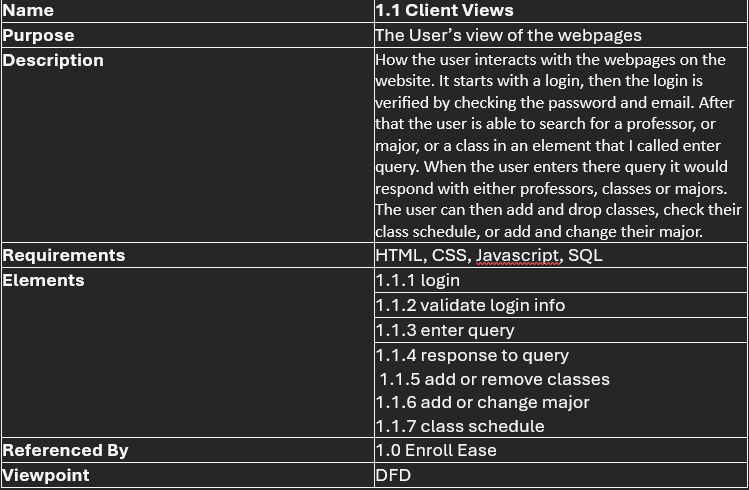 Name 1.1 Client Views
Purpose The User's view of the webpages
Description How the user interacts with the webpages on the
website. It starts with a login, then the login is
verified by checking the password and email. After
that the user is able to search for a professor, or
major, or a class in an element that I called enter
query. When the user enters there query it would
respond with either professors, classes or majors.
The user can then add and drop classes, check their
class schedule, or add and change their major.
Requirements HTML, CSS, Javascript, SQL
Elements 1.1.1 login
1.1.2 validate login info
1.1.3 enter query
1.1.4 response to query
1.1.5 add or remove classes
1.1.6 add or change major
1.1.7 class schedule
Referenced By 1.0 Enroll Ease
Viewpoint DFD